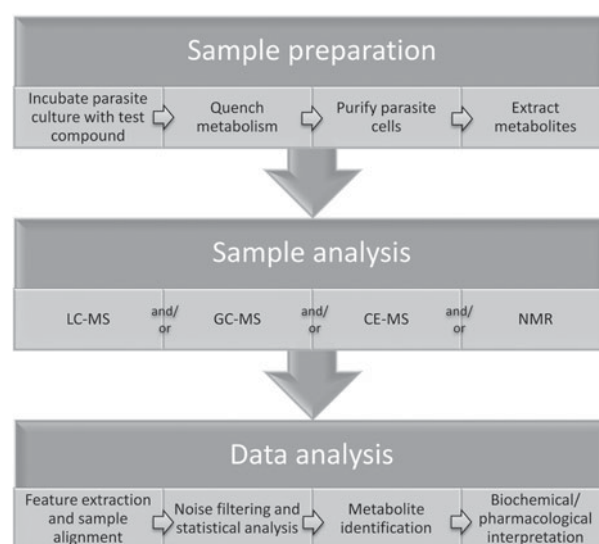 Sample preparation
Incubate parasite
culture with test
compound
Quench
metabolism
Purify parasite
cells
Extract
metabolites
Sample analysis
LC-MS
and/
or
GC-MS
and/
or
CE-MS
and/
or
NMR
Data analysis
Feature extraction
and sample
alignment
Noise filtering and
statistical analysis
Metabolite
identification
Biochemical/
pharmacological
interpretation